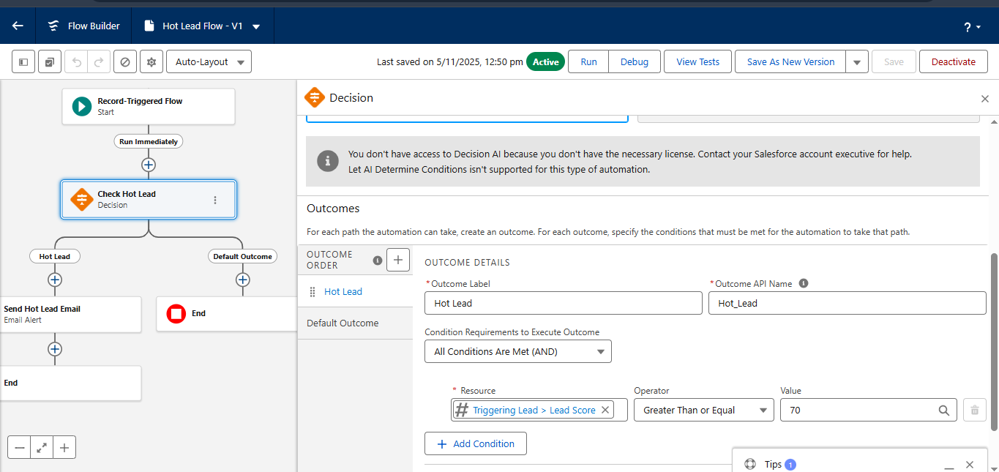 Flow Builder
Hot Lead Flow - V1
?
Auto-Layout
Last saved on 5/11/2025, 12:50 pm
Active
Run
Debug
View Tests
Save As New Version
Save
Deactivate
Record-Triggered Flow
Start
Run Immediately
Check Hot Lead
Decision
Hot Lead
Default Outcome
Send Hot Lead Email
Email Alert
End
End
Decision
You don't have access to Decision AI because you don't have the necessary license. Contact your Salesforce account executive for help.
Let AI Determine Conditions isn't supported for this type of automation.
Outcomes
For each path the automation can take, create an outcome. For each outcome, specify the conditions that must be met for the automation to take that path.
OUTCOME
ORDER
Hot Lead
Default Outcome
OUTCOME DETAILS
*Outcome Label
*Outcome API Name
Hot Lead
Hot_Lead
Condition Requirements to Execute Outcome
All Conditions Are Met (AND)
* Resource
Operator
Value
Triggering Lead > Lead Score
Greater Than or Equal
70
Add Condition
Tips 1